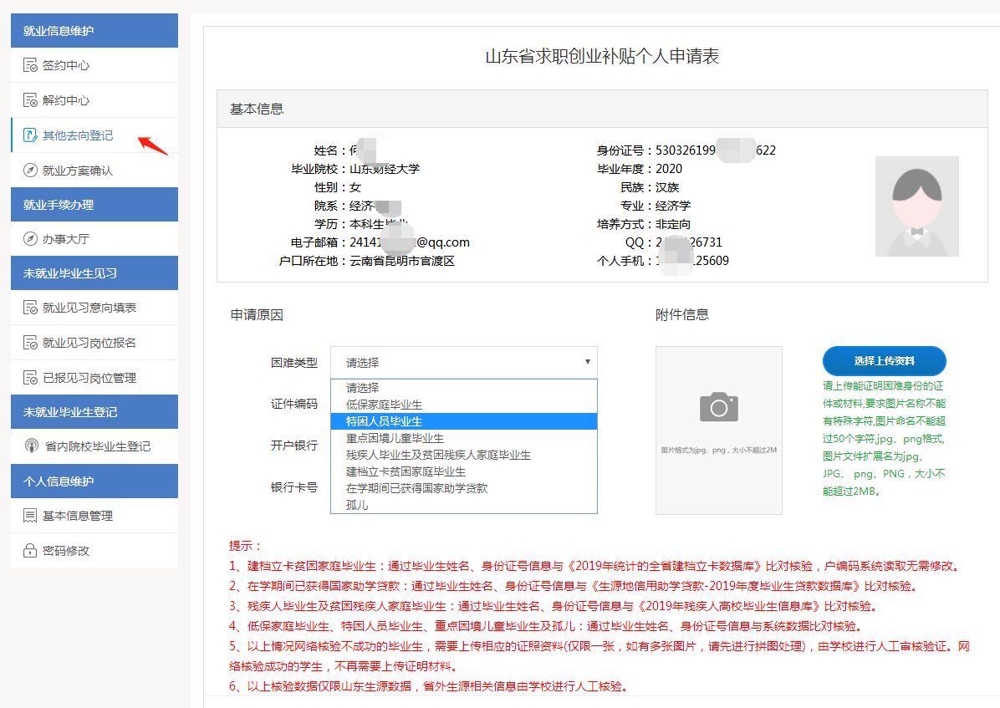 就业信息维护
签约中心
解约中心
其他去向登记
就业方案确认
就业手续办理
办事大厅
未就业毕业生见习
就业见习意向填表
就业见习岗位报名
已报见习岗位管理
未就业毕业生登记
省内院校毕业生登记
个人信息维护
基本信息管理
密码修改
山东省求职创业补贴个人申请表
基本信息
姓名：何
身份证号：530326199 622
毕业院校：山东财经大学
毕业年度：2020
性别：女
民族：汉族
院系：经济
专业：经济学
学历：本科生毕业
培养方式：非定向
电子邮箱：2414 @qq.com
QQ：2 126731
户口所在地：云南省昆明市官渡区
个人手机：1 125609
申请原因
附件信息
困难类型 请选择
请选择
低保家庭毕业生
特困人员毕业生
重点困境儿童毕业生
残疾人毕业生及贫困残疾人家庭毕业生
建档立卡贫困家庭毕业生
在学期间已获得国家助学贷款
孤儿
证件编码
开户银行
银行卡号
图片格式为jpg、png，大小不超过2M
选择上传资料
请上传能证明困难身份的证
件或材料,要求图片名称不能
有特殊字符,图片命名不能超
过50个字符,jpg、png格式,
图片文件扩展名为jpg、
JPG、 png、PNG，大小不
能超过2MB。
提示：
1、建档立卡贫困家庭毕业生：通过毕业生姓名、身份证号信息与《2019年统计的全省建档立卡数据库》比对核验，户编码系统读取无需修改。
2、在学期间已获得国家助学贷款：通过毕业生姓名、身份证号信息与《生源地信用助学贷款-2019年度毕业生贷款数据库》比对核验。
3、残疾人毕业生及贫困残疾人家庭毕业生：通过毕业生姓名、身份证号信息与《2019年残疾人高校毕业生信息库》比对核验。
4、低保家庭毕业生、特困人员毕业生、重点困境儿童毕业生及孤儿：通过毕业生姓名、身份证号信息与系统数据比对核验。
5、以上情况网络核验不成功的毕业生，需要上传相应的证照资料(仅限一张，如有多张图片，请先进行拼图处理)，由学校进行人工审核验证。网
络核验成功的学生，不再需要上传证明材料。
6、以上核验数据仅限山东生源数据，省外生源相关信息由学校进行人工核验。